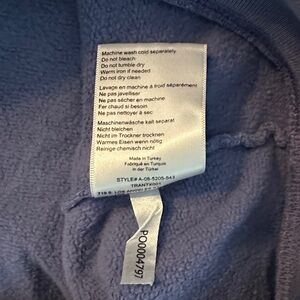 Machine wash cold separately
Do not bleach
Do not tumble dry
Warm iron if needed
Do not dry clean
Lavage en machine à froid séparément
Ne pas javelliser
Ne pas sécher en machine
Fer chaud si besoin
Ne pas nettoyer à sec
Maschinenwäsche kalt separat
Nicht bleichen
Nicht im Trockner trocknen
Warmes Eisen wenn nötig
Reinige chemisch nicht
Made in Turkey
Fabriqué en Turquie
In der Türkei
STYLE# A-08-5205-543
TRANTX001
PO0004797